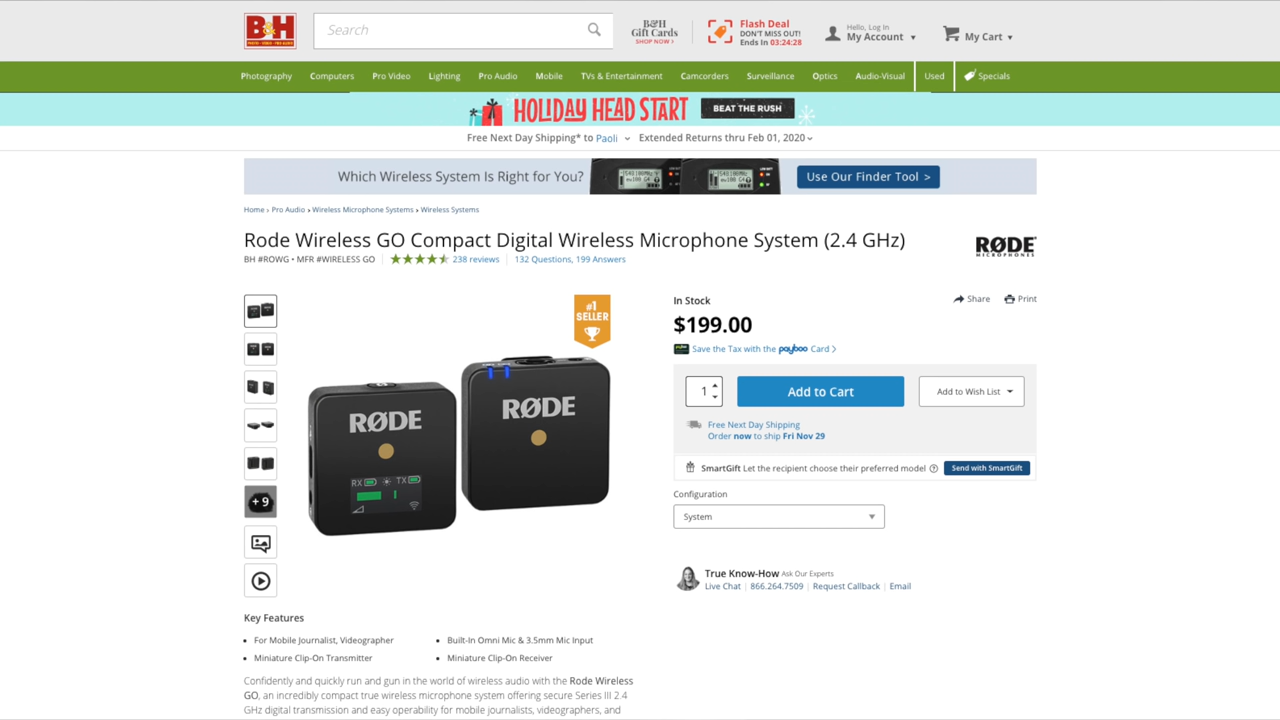 B&H
PHOTO · VIDEO · PRO AUDIO
Search
B&H
Gift Cards
SHOP NOW >
Flash Deal
DON'T MISS OUT!
Ends In 03:24:28
Hello, Log In
My Account
My Cart
Photography Computers Pro Video Lighting Pro Audio Mobile TVs & Entertainment Camcorders Surveillance Optics Audio-Visual Used Specials
HOLIDAY HEAD START BEAT THE RUSH
Free Next Day Shipping* to Paoli Extended Returns thru Feb 01, 2020
Which Wireless System Is Right for You? Use Our Finder Tool >
Home › Pro Audio › Wireless Microphone Systems › Wireless Systems
Rode Wireless GO Compact Digital Wireless Microphone System (2.4 GHz)
RØDE
MICROPHONES
BH #ROWG • MFR #WIRELESS GO 238 reviews 132 Questions, 199 Answers
#1
SELLER
RØDE
RX TX
RØDE
+ 9
In Stock
Share Print
$199.00
Save the Tax with the payboo Card >
1 Add to Cart Add to Wish List
Free Next Day Shipping
Order now to ship Fri Nov 29
SmartGift Let the recipient choose their preferred model ? Send with SmartGift
Configuration
System
True Know-How Ask Our Experts
Live Chat | 866.264.7509 | Request Callback | Email
Key Features
• For Mobile Journalist, Videographer
• Built-In Omni Mic & 3.5mm Mic Input
• Miniature Clip-On Transmitter
• Miniature Clip-On Receiver
Confidently and quickly run and gun in the world of wireless audio with the Rode Wireless
GO, an incredibly compact true wireless microphone system offering secure Series III 2.4
GHz digital transmission and easy operability for mobile journalists, videographers, and